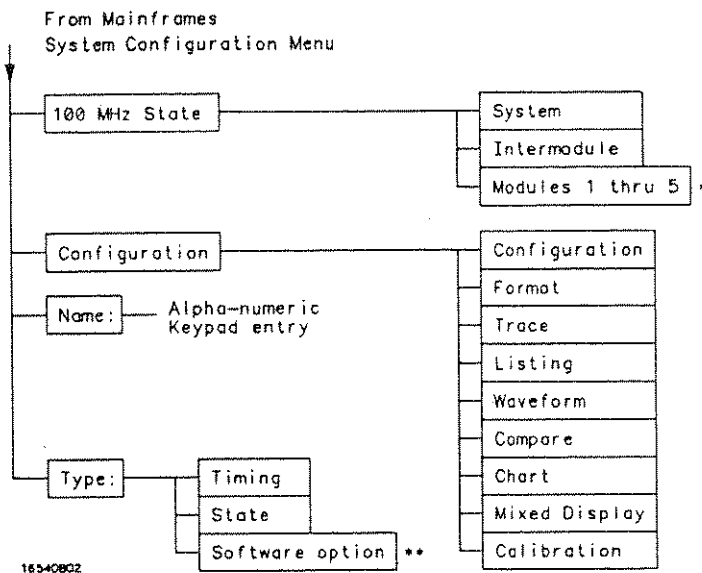 From Mainframes
System Configuration Menu
100 MHz State
System
Intermodule
Modules 1 thru 5 *
Configuration
Configuration
Format
Trace
Listing
Waveform
Compare
Chart
Mixed Display
Calibration
Name:
Alpha-numeric
Keypad entry
Type:
Timing
State
Software option **
16540B02